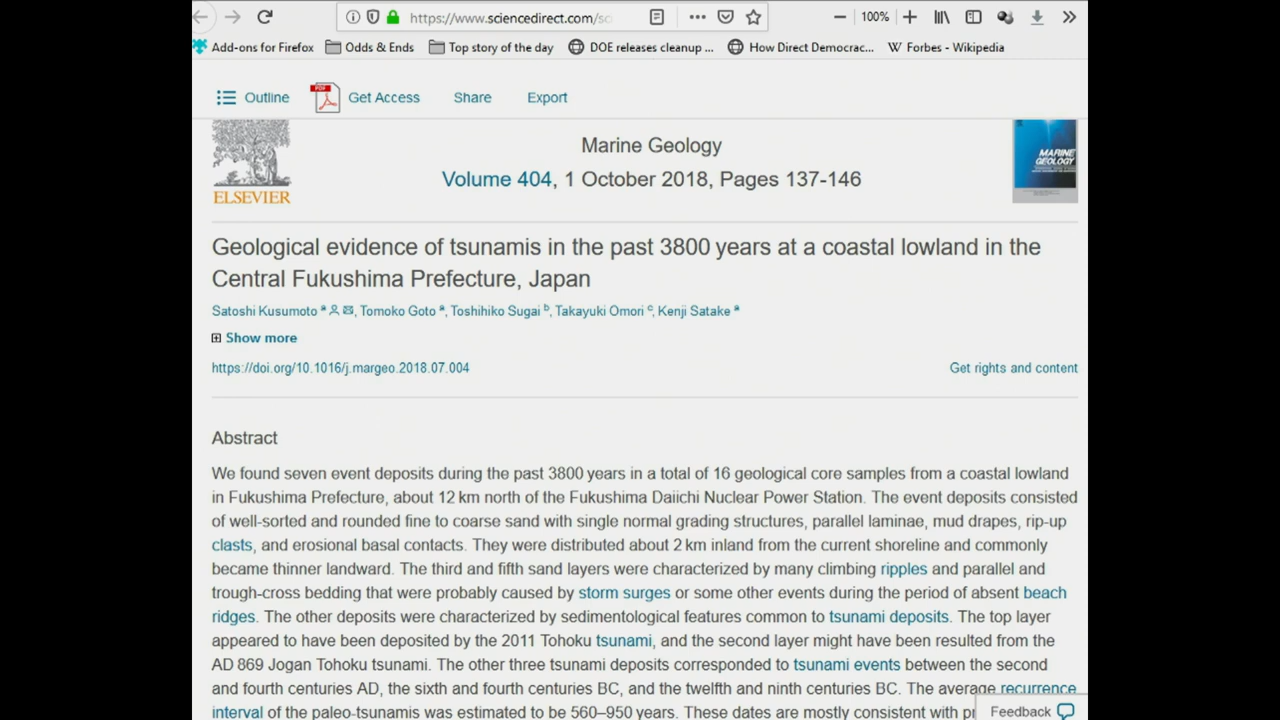 https://www.sciencedirect.com/sc
100%
Add-ons for Firefox Odds & Ends Top story of the day DOE releases cleanup ... How Direct Democrac... W Forbes - Wikipedia
Outline PDF Get Access Share Export
ELSEVIER
Marine Geology
Volume 404, 1 October 2018, Pages 137-146
MARINE
GEOLOGY
Geological evidence of tsunamis in the past 3800 years at a coastal lowland in the
Central Fukushima Prefecture, Japan
Satoshi Kusumoto a, Tomoko Goto a, Toshihiko Sugai b, Takayuki Omori c, Kenji Satake a
Show more
https://doi.org/10.1016/j.margeo.2018.07.004 Get rights and content
Abstract
We found seven event deposits during the past 3800 years in a total of 16 geological core samples from a coastal lowland
in Fukushima Prefecture, about 12 km north of the Fukushima Daiichi Nuclear Power Station. The event deposits consisted
of well-sorted and rounded fine to coarse sand with single normal grading structures, parallel laminae, mud drapes, rip-up
clasts, and erosional basal contacts. They were distributed about 2 km inland from the current shoreline and commonly
became thinner landward. The third and fifth sand layers were characterized by many climbing ripples and parallel and
trough-cross bedding that were probably caused by storm surges or some other events during the period of absent beach
ridges. The other deposits were characterized by sedimentological features common to tsunami deposits. The top layer
appeared to have been deposited by the 2011 Tohoku tsunami, and the second layer might have been resulted from the
AD 869 Jogan Tohoku tsunami. The other three tsunami deposits corresponded to tsunami events between the second
and fourth centuries AD, the sixth and fourth centuries BC, and the twelfth and ninth centuries BC. The average recurrence
interval of the paleo-tsunamis was estimated to be 560–950 years. These dates are mostly consistent with
Feedback